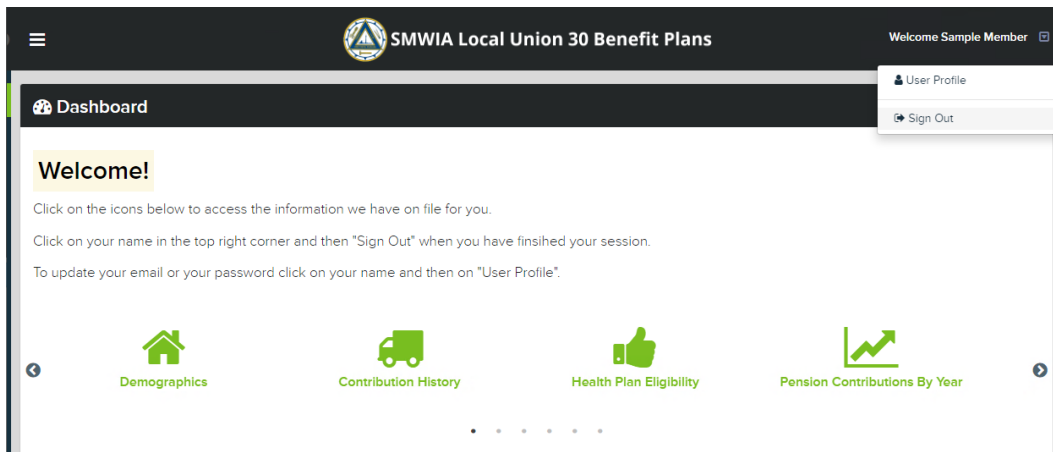 SMWIA Local Union 30 Benefit Plans
Welcome Sample Member
User Profile
Sign Out
Dashboard
Welcome!
Click on the icons below to access the information we have on file for you.
Click on your name in the top right corner and then "Sign Out" when you have finsihed your session.
To update your email or your password click on your name and then on "User Profile".
Demographics
Contribution History
Health Plan Eligibility
Pension Contributions By Year